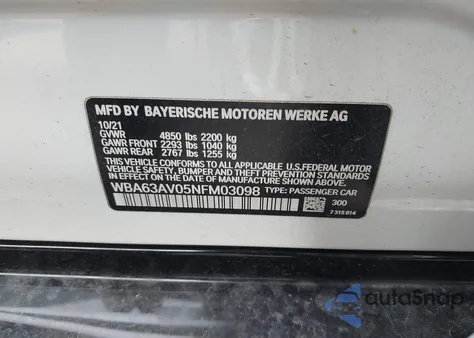 MFD BY BAYERISCHE MOTOREN WERKE AG
10/21
GVWR 4850 lbs 2200 kg
GAWR FRONT 2293 lbs 1040 kg
GAWR REAR 2767 lbs 1255 kg
THIS VEHICLE CONFORMS TO ALL APPLICABLE U.S.FEDERAL MOTOR
VEHICLE SAFETY, BUMPER, AND THEFT PREVENTION STANDARDS
IN EFFECT ON THE DATE OF MANUFACTURE SHOWN ABOVE.
WBA63AV05NFM03098 TYPE: PASSENGER CAR
300
7 315 814
autoSnap